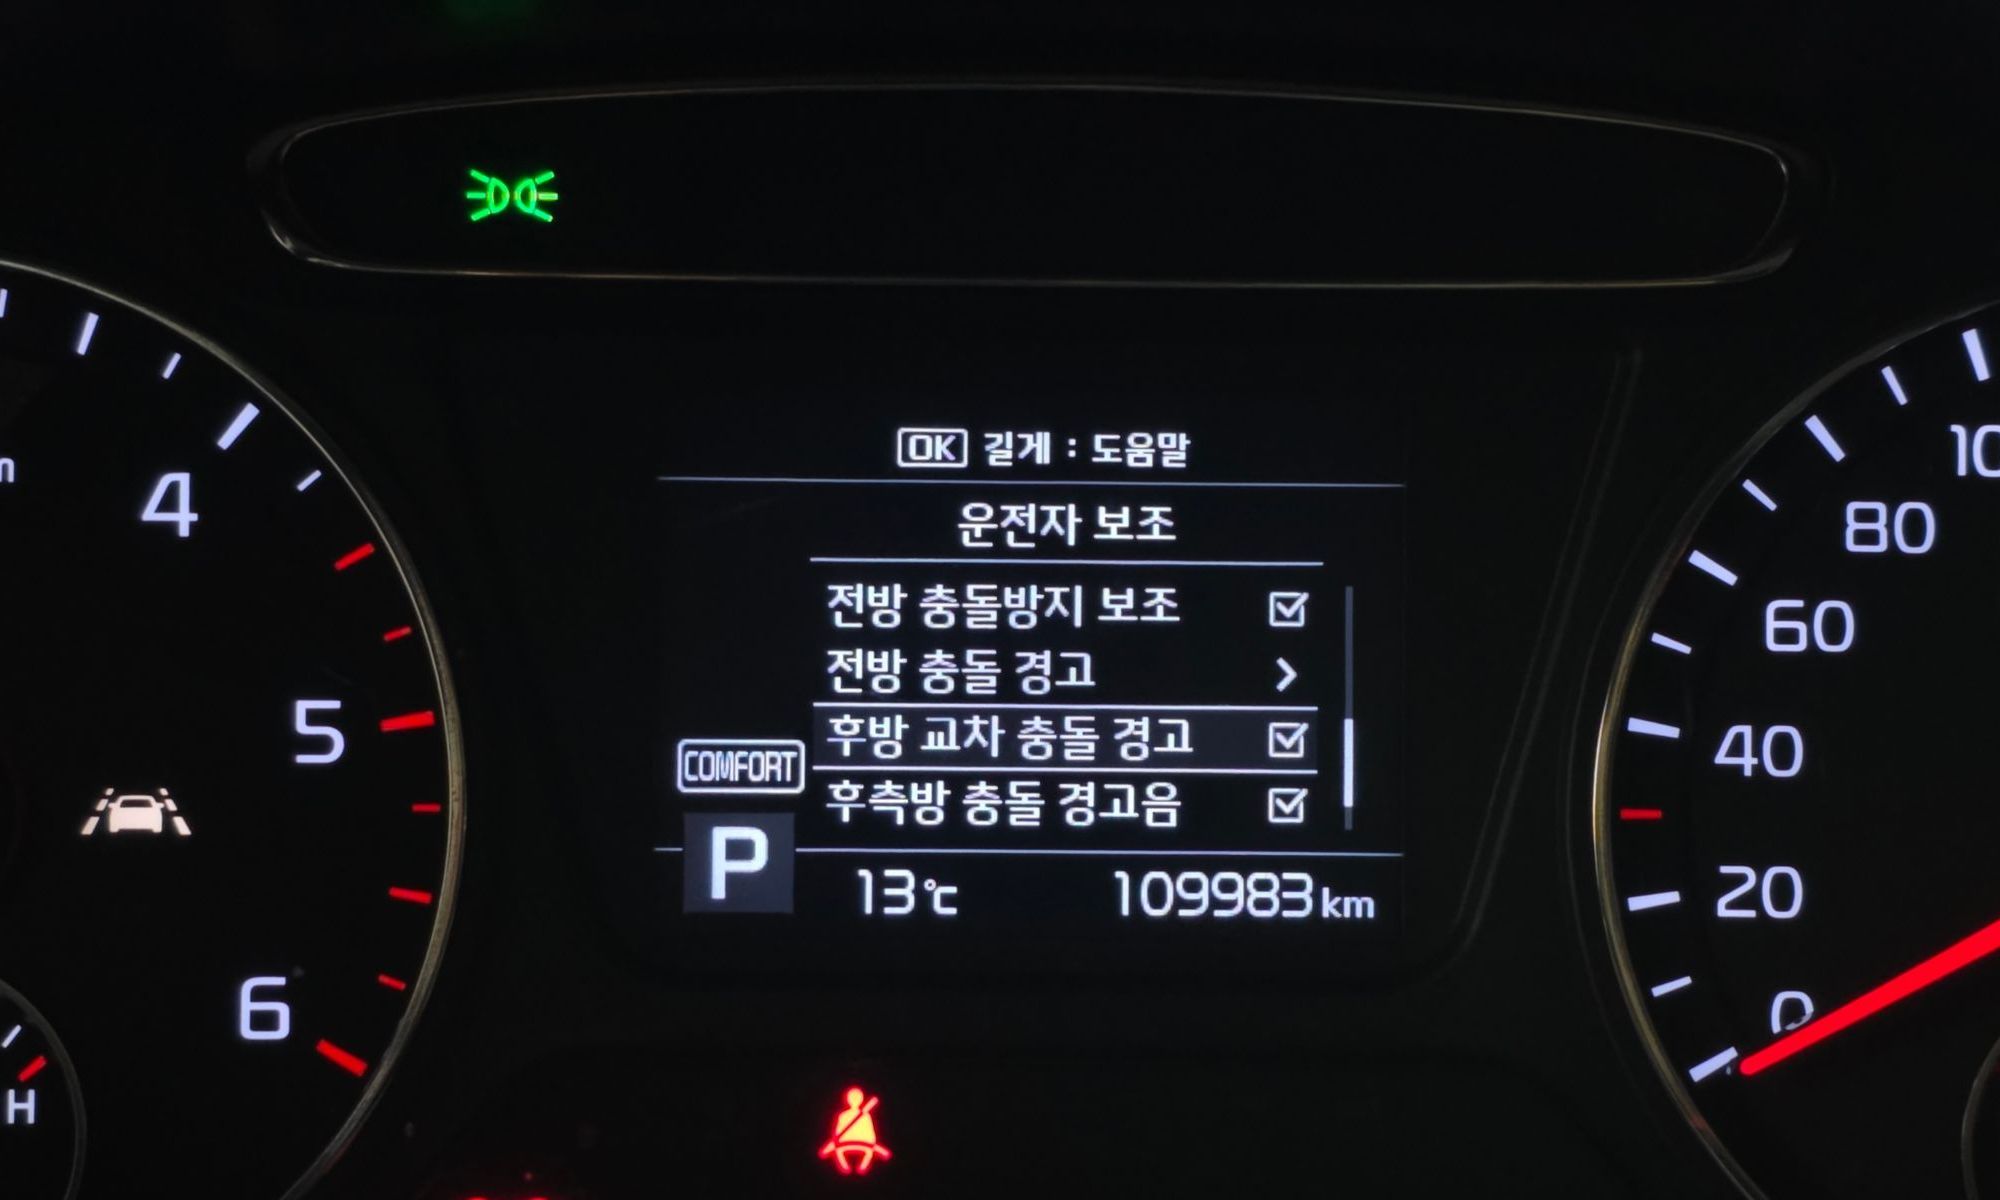 OK 길게 : 도움말
운전자 보조
전방 충돌방지 보조
전방 충돌 경고
후방 교차 충돌 경고
후측방 충돌 경고음
COMFORT
P
13℃
109983 km
4
5
6
H
80
60
40
20
0